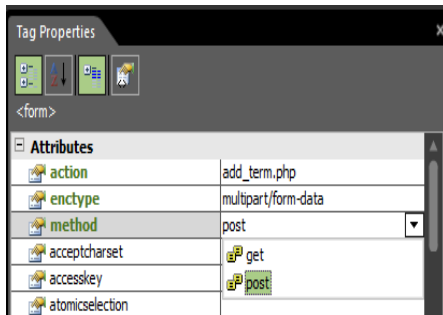 Tag Properties x
<form>
Attributes
action add_term.php
enctype multipart/form-data
method post
acceptcharset get
accesskey post
atomicselection